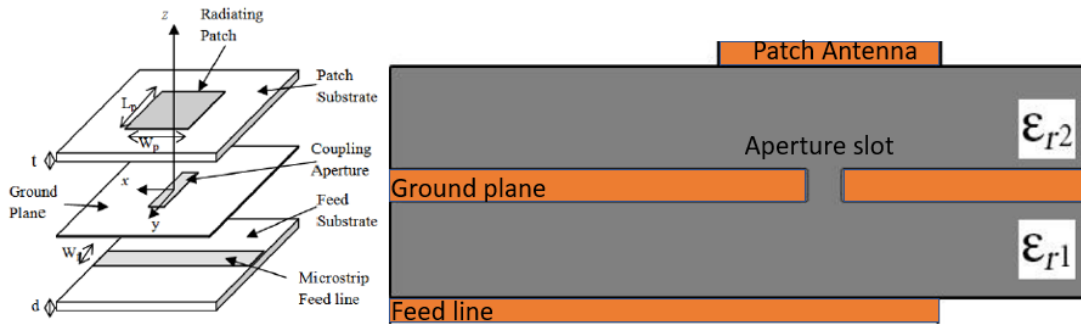 z
Radiating
Patch
Patch
Substrate
Lp
Wp
t
Coupling
Aperture
x
Ground
Plane
y
Feed
Substrate
Wf
Microstrip
Feed line
d
Patch Antenna
εr2
Aperture slot
Ground plane
εr1
Feed line